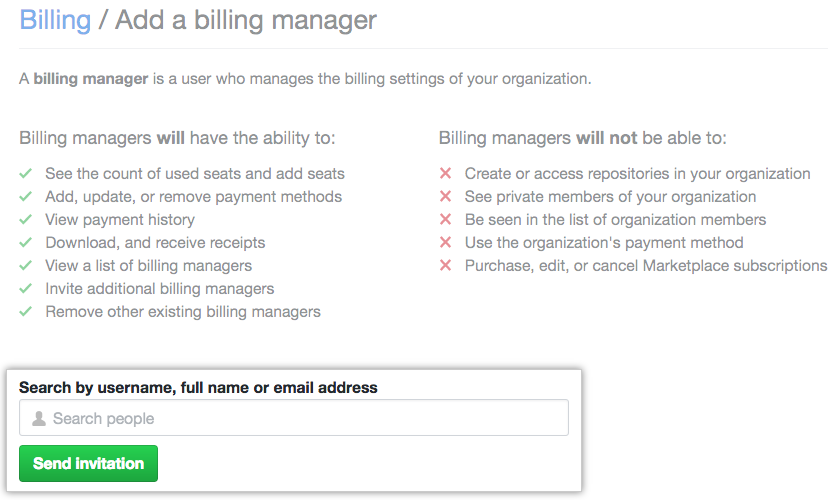 Billing / Add a billing manager
A billing manager is a user who manages the billing settings of your organization.
Billing managers will have the ability to:
See the count of used seats and add seats
Add, update, or remove payment methods
View payment history
Download, and receive receipts
View a list of billing managers
Invite additional billing managers
Remove other existing billing managers
Billing managers will not be able to:
Create or access repositories in your organization
See private members of your organization
Be seen in the list of organization members
Use the organization's payment method
Purchase, edit, or cancel Marketplace subscriptions
Search by username, full name or email address
Search people
Send invitation